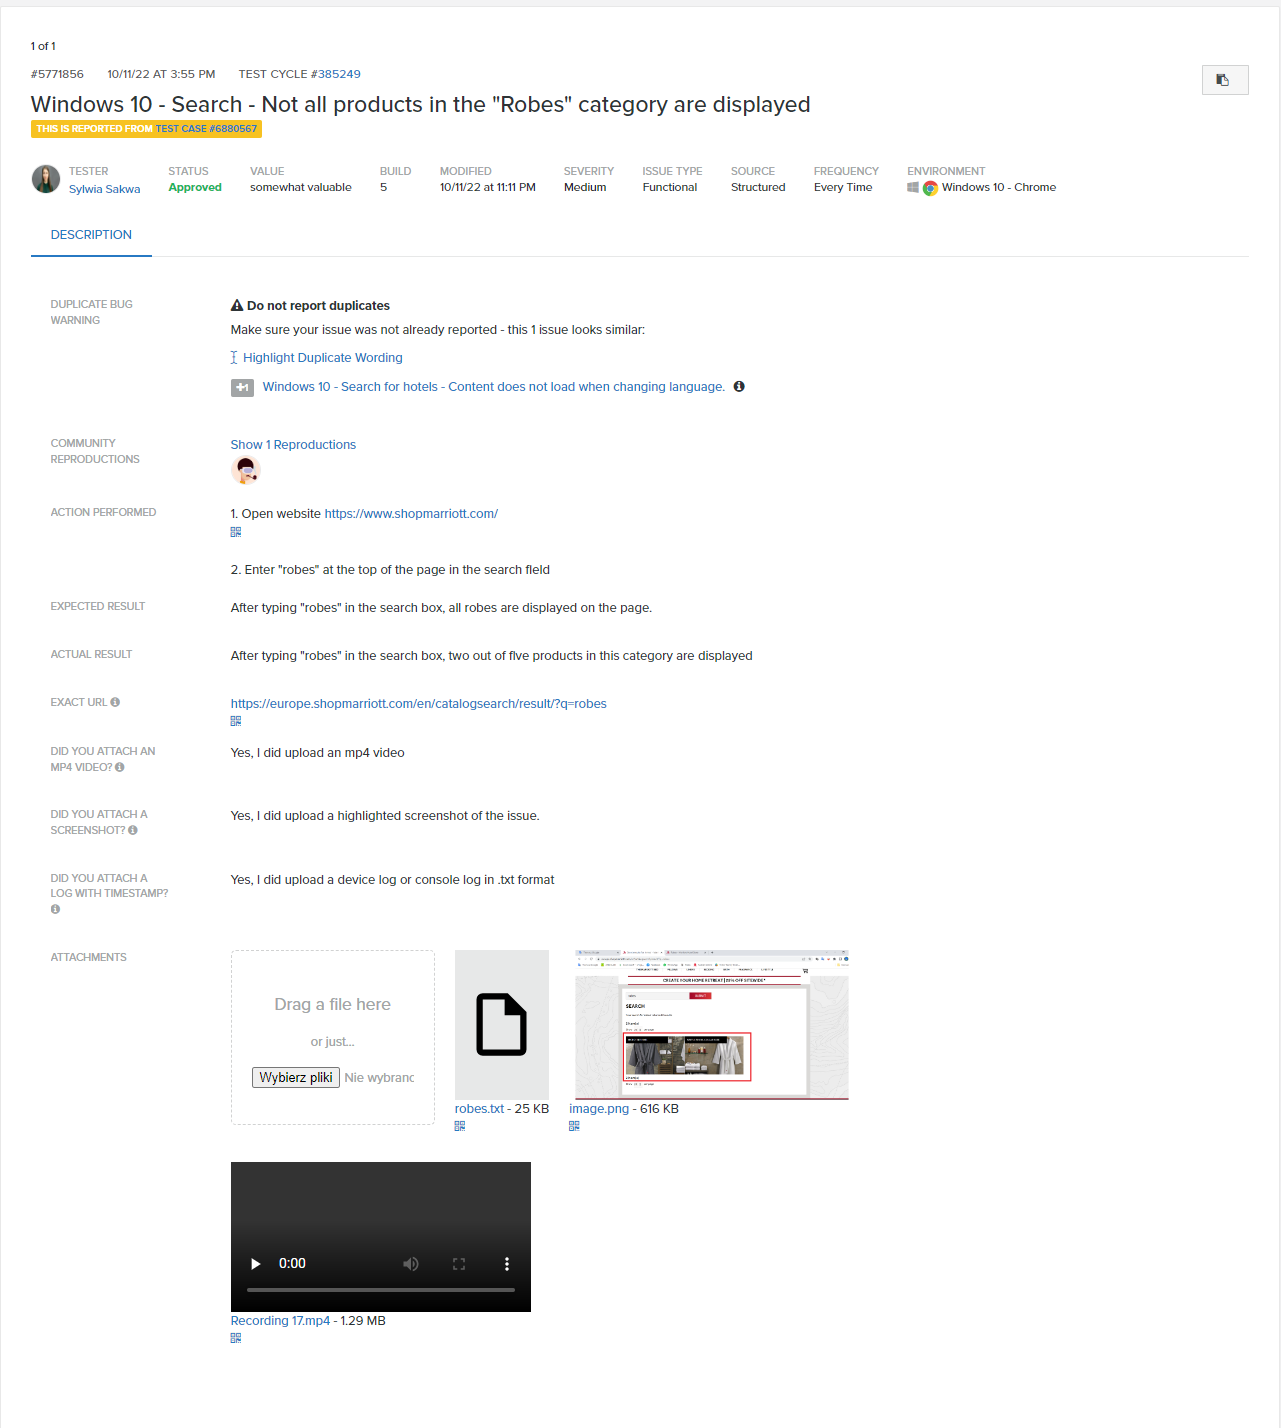 1 of 1
#5771856 10/11/22 AT 3:55 PM TEST CYCLE #385249
Windows 10 - Search - Not all products in the "Robes" category are displayed
THIS IS REPORTED FROM TEST CASE #6880567
TESTER STATUS VALUE BUILD MODIFIED SEVERITY ISSUE TYPE SOURCE FREQUENCY ENVIRONMENT
Sylwia Sakwa Approved somewhat valuable 5 10/11/22 at 11:11 PM Medium Functional Structured Every Time Windows 10 - Chrome
DESCRIPTION
DUPLICATE BUG WARNING
Do not report duplicates
Make sure your issue was not already reported - this 1 issue looks similar:
Highlight Duplicate Wording
+1 Windows 10 - Search for hotels - Content does not load when changing language.
COMMUNITY REPRODUCTIONS
Show 1 Reproductions
ACTION PERFORMED
1. Open website https://www.shopmarriott.com/
2. Enter "robes" at the top of the page in the search field
EXPECTED RESULT
After typing "robes" in the search box, all robes are displayed on the page.
ACTUAL RESULT
After typing "robes" in the search box, two out of five products in this category are displayed
EXACT URL
https://europe.shopmarriott.com/en/catalogsearch/result/?q=robes
DID YOU ATTACH AN MP4 VIDEO?
Yes, I did upload an mp4 video
DID YOU ATTACH A SCREENSHOT?
Yes, I did upload a highlighted screenshot of the issue.
DID YOU ATTACH A LOG WITH TIMESTAMP?
Yes, I did upload a device log or console log in .txt format
ATTACHMENTS
Drag a file here
or just...
Wybierz pliki Nie wybranc
CREATE YOUR HOME RETREAT | 25% OFF SITEWIDE*
SEARCH
robes.txt - 25 KB
image.png - 616 KB
0:00
Recording 17.mp4 - 1.29 MB